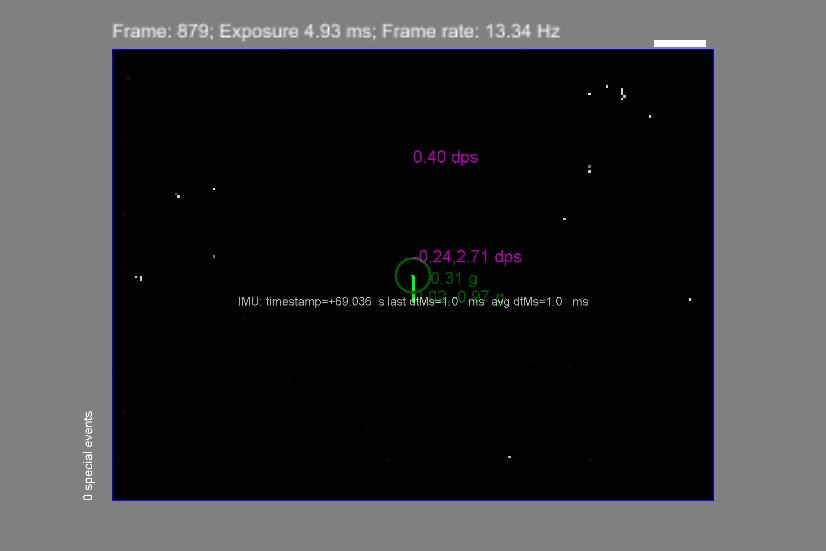 Frame: 879; Exposure 4.93 ms; Frame rate: 13.34 Hz
0.40 dps
-0.24,2.71 dps
0.31 g
0.97 g
IMU: timestamp=+69.036 s last dtMs=1.0 ms avg dtMs=1.0 ms
0 special events